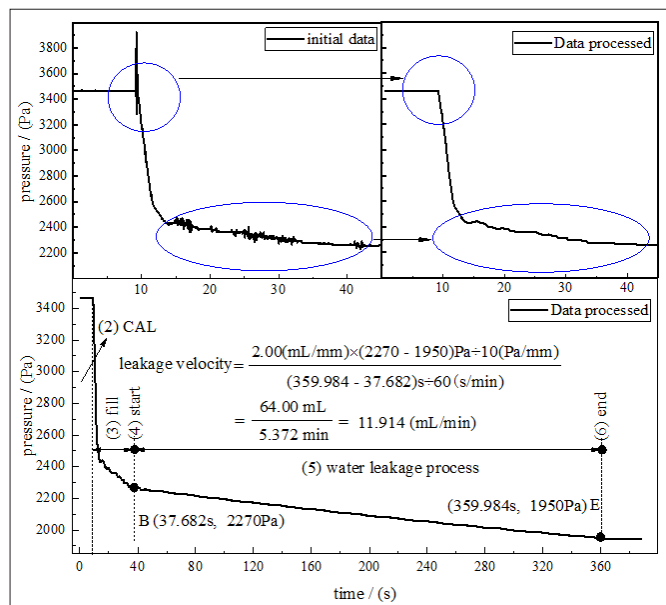 initial data
Data processed
pressure / (Pa)
3800
3600
3400
3200
3000
2800
2600
2400
2200
10 20 30 40
10 20 30 40
Data processed
pressure / (Pa)
3400
3200
3000
2800
2600
2400
2200
2000
(2) CAL
leakage velocity = 2.00(mL/mm)×(2270 - 1950)Pa÷10(Pa/mm)
(359.984 - 37.682)s÷60 (s/min)
= 64.00 mL
5.372 min
= 11.914 (mL/min)
(3) fill
(4) start
(6) end
(5) water leakage process
B (37.682s, 2270Pa)
(359.984s, 1950Pa) E
0 40 80 120 160 200 240 280 320 360
time / (s)